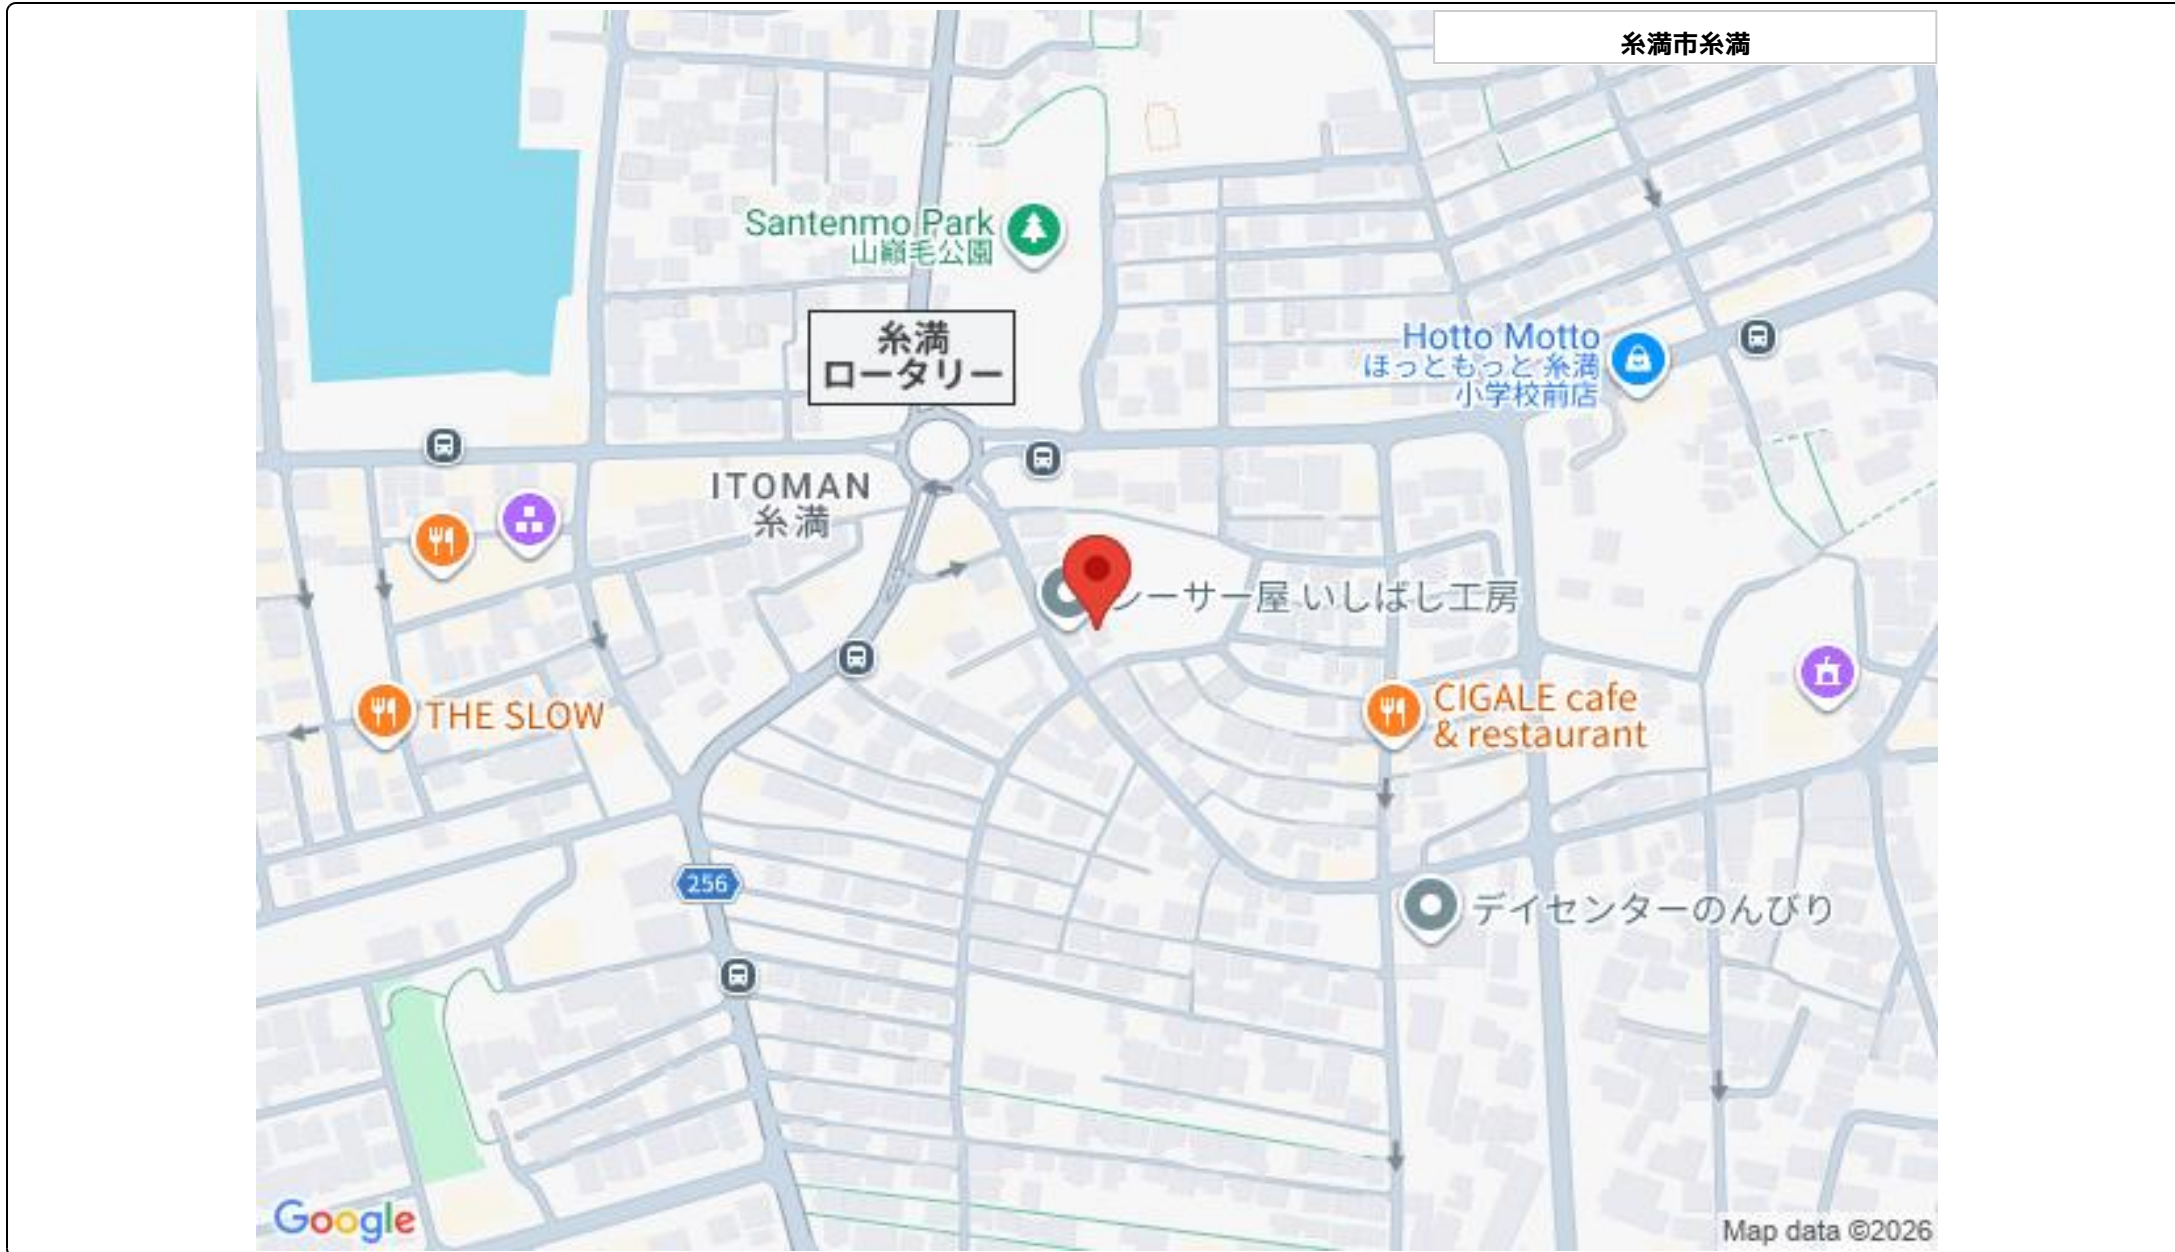 糸満市糸満
Santenmo Park
山巓毛公園
糸満
ロータリー
Hotto Motto
ほっともっと 糸満
小学校前店
ITOMAN
糸満
シーサー屋 いしばし工房
THE SLOW
CIGALE cafe
& restaurant
256
デイセンターのんびり
Google
Map data ©2026